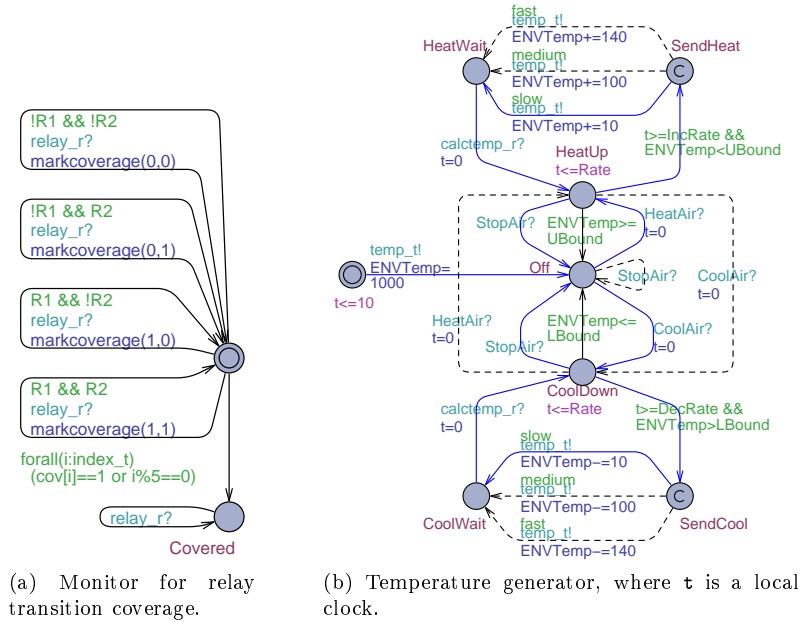 !R1 && !R2
relay_r?
markcoverage(0,0)
!R1 && R2
relay_r?
markcoverage(0,1)
R1 && !R2
relay_r?
markcoverage(1,0)
R1 && R2
relay_r?
markcoverage(1,1)
forall(i:index_t)
(cov[i]==1 or i%5==0)
relay_r?
Covered
(a) Monitor for relay
transition coverage.
fast
temp_t!
HeatWait
ENVTemp+=140
SendHeat
medium
temp_t!
ENVTemp+=100
C
slow
temp_t!
ENVTemp+=10
calctemp_r?
t=0
HeatUp
t<=Rate
t>=IncRate &&
ENVTemp<UBound
StopAir?
ENVTemp>=
UBound
HeatAir?
t=0
temp_t!
ENVTemp=
1000
t<=10
Off
StopAir?
CoolAir?
t=0
HeatAir?
t=0
StopAir?
ENVTemp<=
LBound
CoolAir?
t=0
CoolDown
t<=Rate
calctemp_r?
t=0
t>=DecRate &&
ENVTemp>LBound
slow
temp_t!
ENVTemp-=10
medium
temp_t!
ENVTemp-=100
C
fast
temp_t!
CoolWait
ENVTemp-=140
SendCool
(b) Temperature generator, where t is a local
clock.